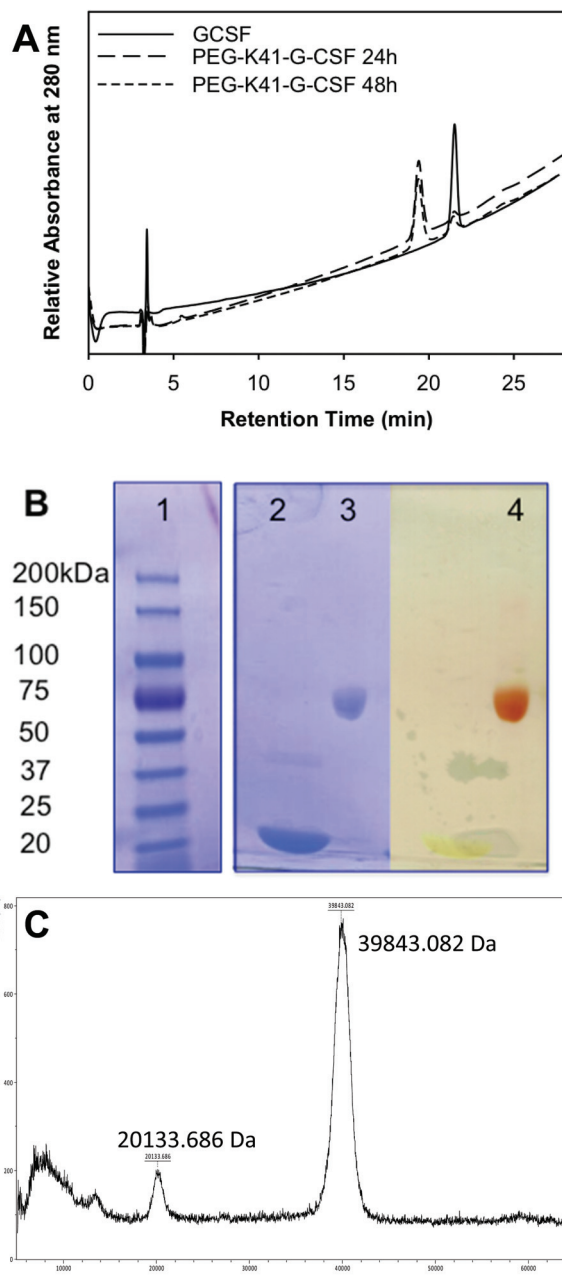 A
GCSF
PEG-K41-G-CSF 24h
PEG-K41-G-CSF 48h
Relative Absorbance at 280 nm
0 5 10 15 20 25
Retention Time (min)
B
1 2 3 4
200kDa
150
100
75
50
37
25
20
C
39843.082
39843.082 Da
20133.686 Da
20133.686
800
600
400
200
0
10000 20000 30000 40000 50000 60000